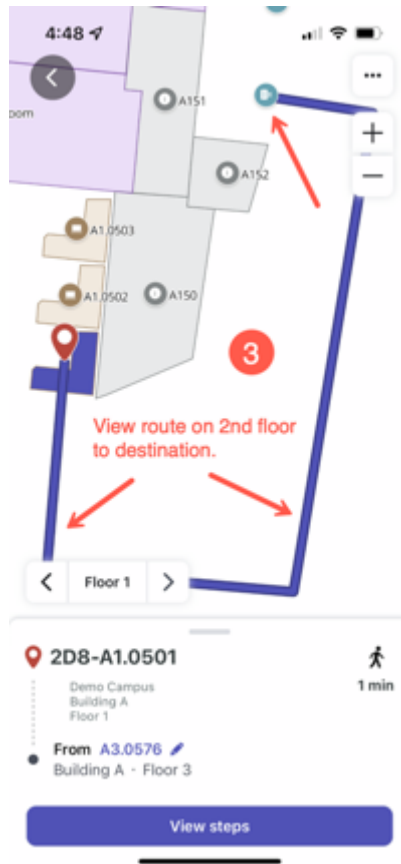 4:48
A151
oom
A152
A1.0503
A1.0502
A150
3
View route on 2nd floor
to destination.
Floor 1
2D8-A1.0501
1 min
Demo Campus
Building A
Floor 1
From A3.0576
Building A - Floor 3
View steps